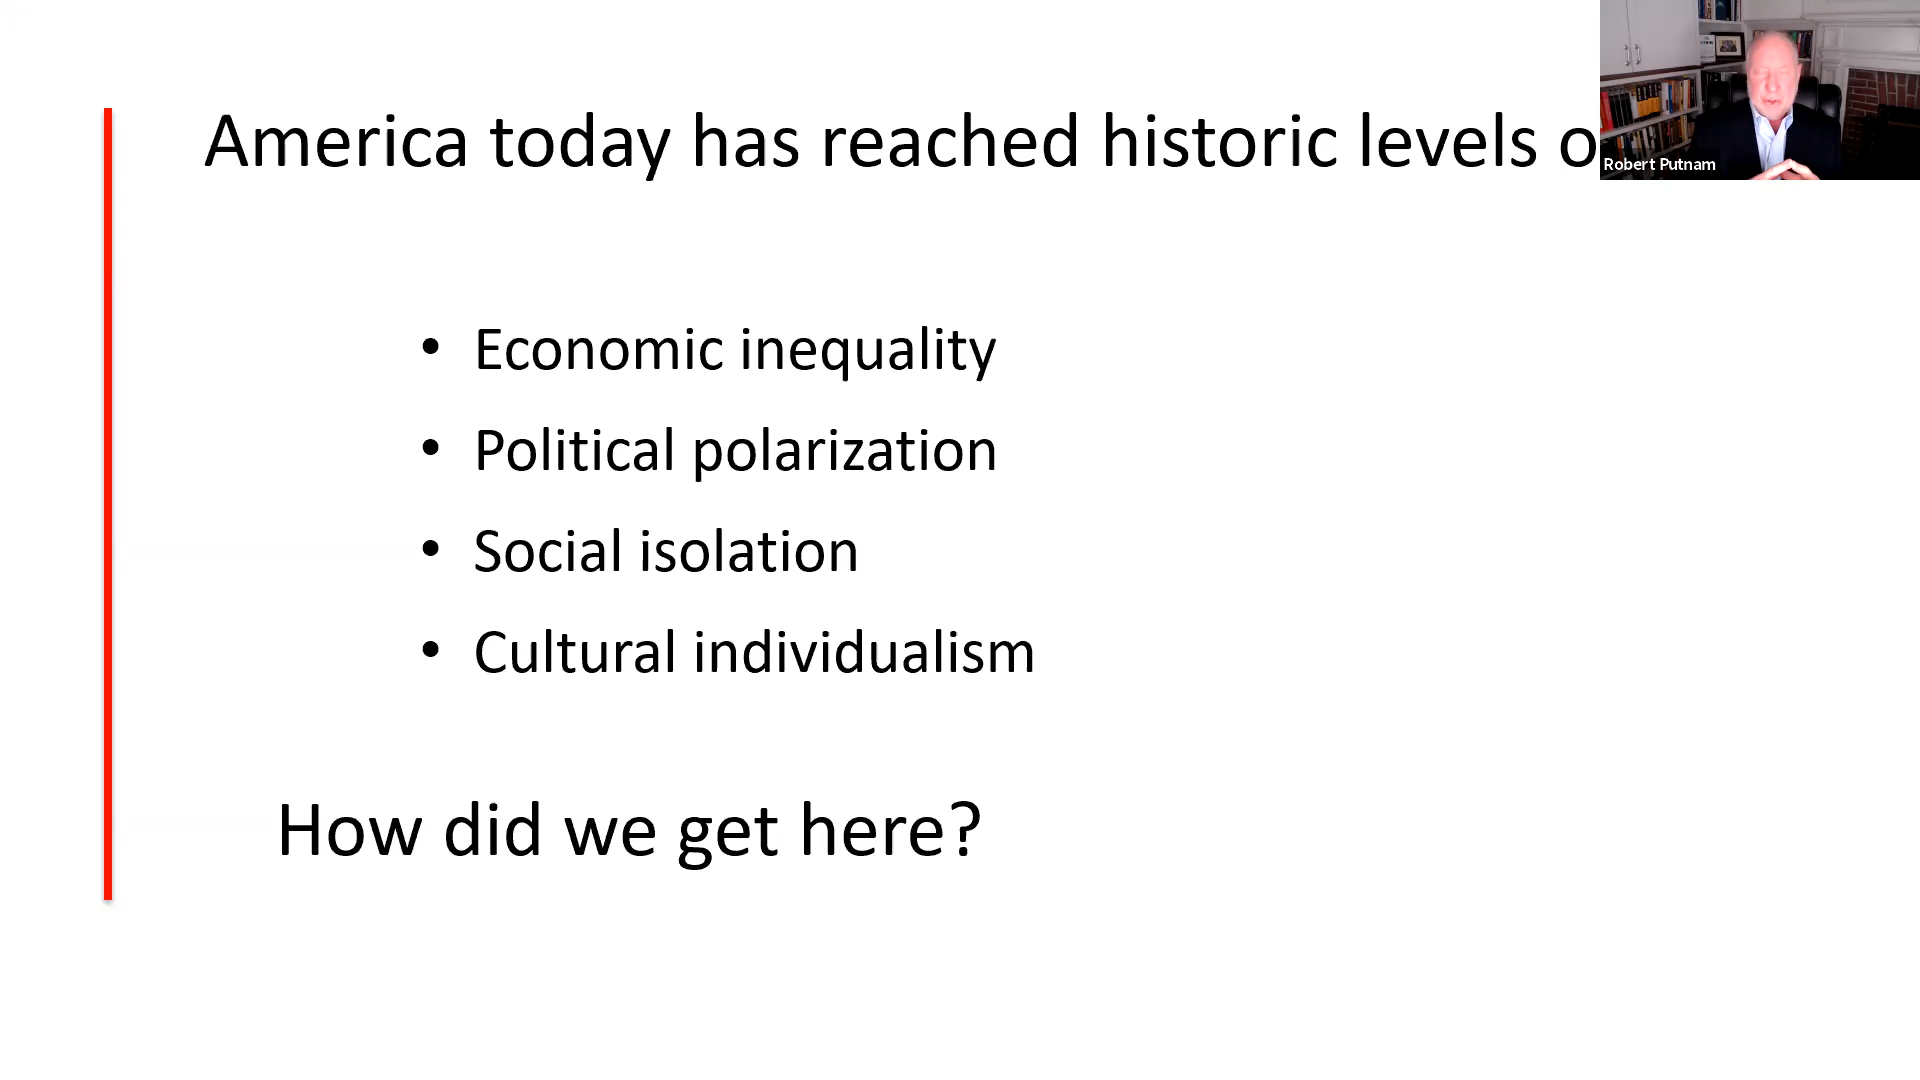 America today has reached historic levels o
Robert Putnam
• Economic inequality
• Political polarization
• Social isolation
• Cultural individualism
How did we get here?